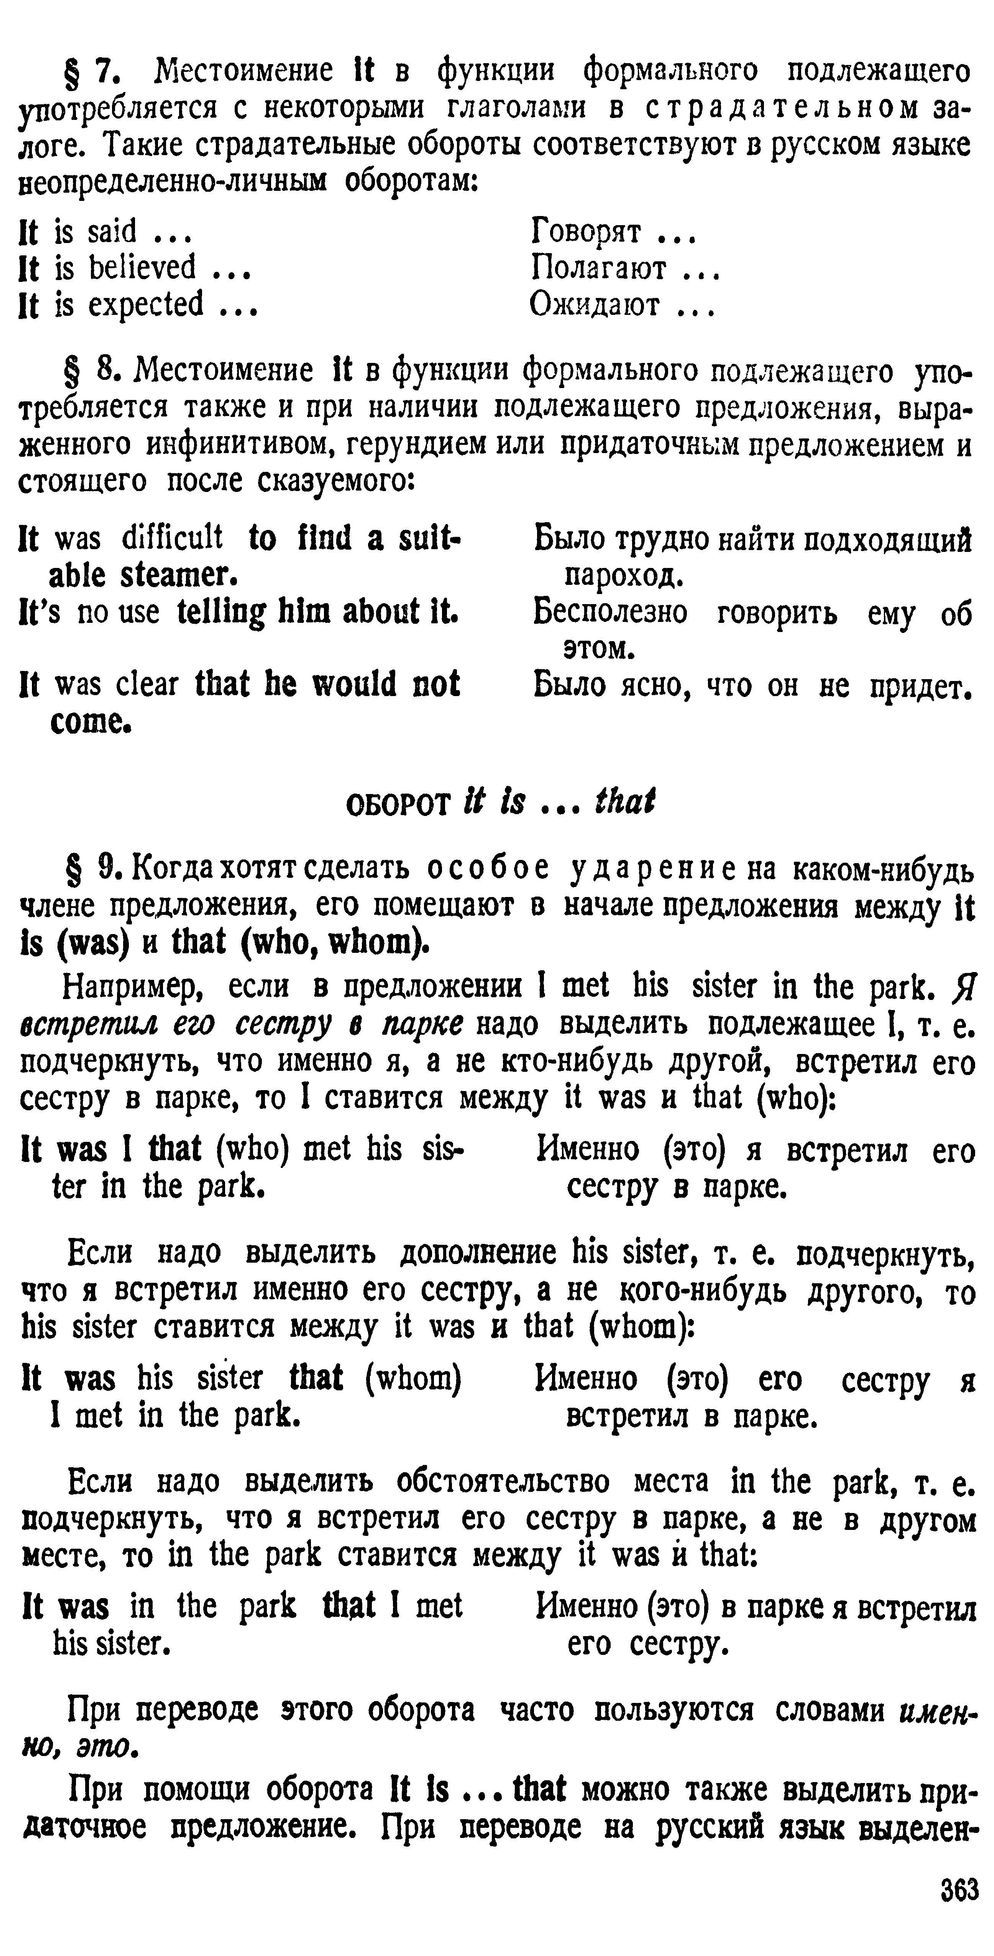 § 7. Местоимение it в функции формального подлежащего
употребляется с некоторыми глаголами в страдательном за-
логе. Такие страдательные обороты соответствуют в русском языке
неопределенно-личным оборотам:
It is said ... Говорят ...
It is believed ... Полагают ...
It is expected ... Ожидают ...
§ 8. Местоимение it в функции формального подлежащего упо-
требляется также и при наличии подлежащего предложения, выра-
женного инфинитивом, герундием или придаточным предложением и
стоящего после сказуемого:
It was difficult to find a suit- Было трудно найти подходящий
able steamer. пароход.
It's no use telling him about it. Бесполезно говорить ему об
этом.
It was clear that he would not Было ясно, что он не придет.
come.
ОБОРОТ it is ... that
§ 9. Когда хотят сделать особое ударение на каком-нибудь
члене предложения, его помещают в начале предложения между it
is (was) и that (who, whom).
Например, если в предложении I met his sister in the park. Я
встретил его сестру в парке надо выделить подлежащее I, т. е.
подчеркнуть, что именно я, а не кто-нибудь другой, встретил его
сестру в парке, то I ставится между it was и that (who):
It was I that (who) met his sis- Именно (это) я встретил его
ter in the park. сестру в парке.
Если надо выделить дополнение his sister, т. е. подчеркнуть,
что я встретил именно его сестру, а не кого-нибудь другого, то
his sister ставится между it was и that (whom):
It was his sister that (whom) Именно (это) его сестру я
I met in the park. встретил в парке.
Если надо выделить обстоятельство места in the park, т. е.
подчеркнуть, что я встретил его сестру в парке, а не в другом
месте, то in the park ставится между it was и that:
It was in the park that I met Именно (это) в парке я встретил
his sister. его сестру.
При переводе этого оборота часто пользуются словами имен-
но, это.
При помощи оборота It is ... that можно также выделить при-
даточное предложение. При переводе на русский язык выделен-
363